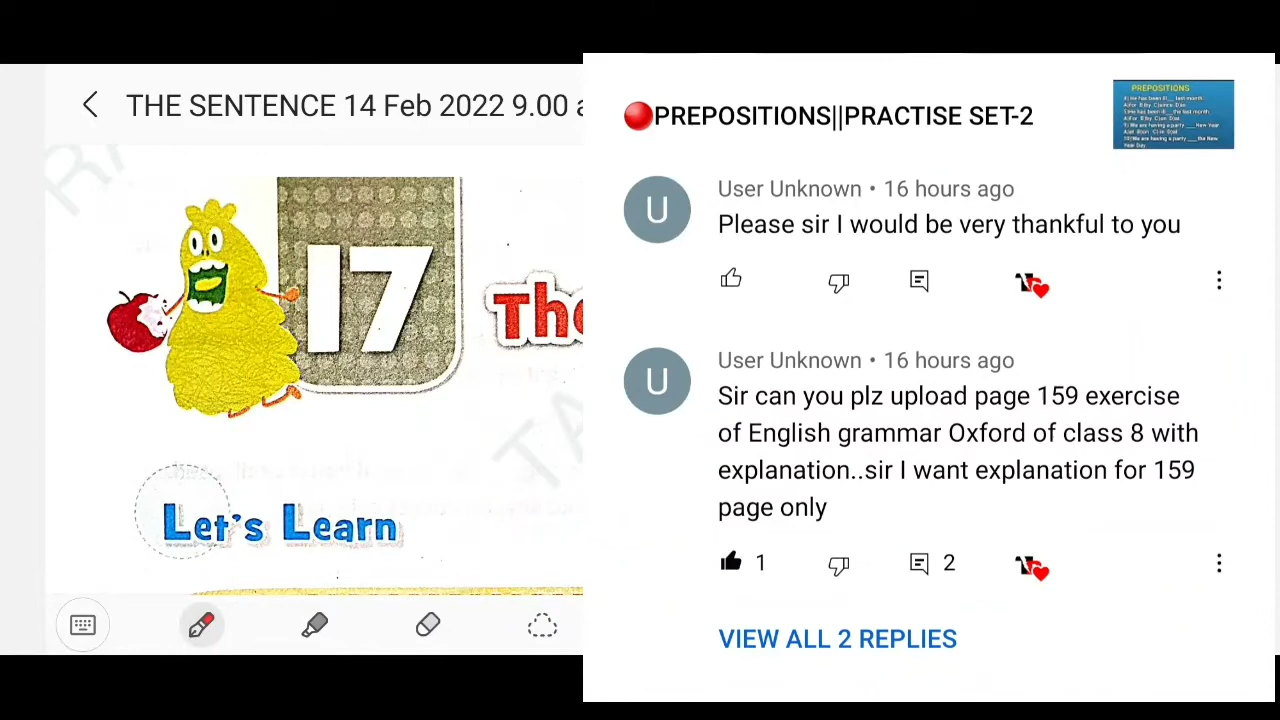 THE SENTENCE 14 Feb 2022 9.00 a
17
The
Let's Learn
🔴PREPOSITIONS||PRACTISE SET-2
PREPOSITIONS
U
User Unknown • 16 hours ago
Please sir I would be very thankful to you
U
User Unknown • 16 hours ago
Sir can you plz upload page 159 exercise
of English grammar Oxford of class 8 with
explanation..sir I want explanation for 159
page only
1
2
VIEW ALL 2 REPLIES